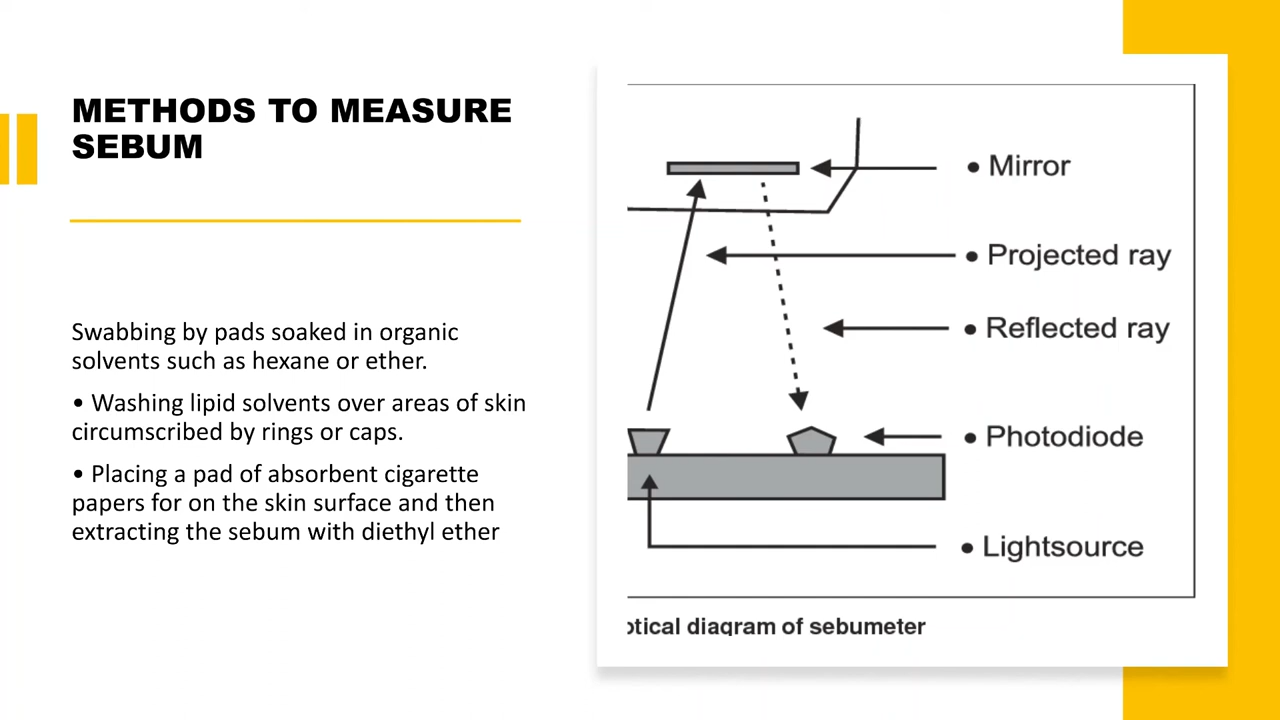 METHODS TO MEASURE
SEBUM
Swabbing by pads soaked in organic
solvents such as hexane or ether.
• Washing lipid solvents over areas of skin
circumscribed by rings or caps.
• Placing a pad of absorbent cigarette
papers for on the skin surface and then
extracting the sebum with diethyl ether
• Mirror
• Projected ray
• Reflected ray
• Photodiode
• Lightsource
diagram of sebumeter